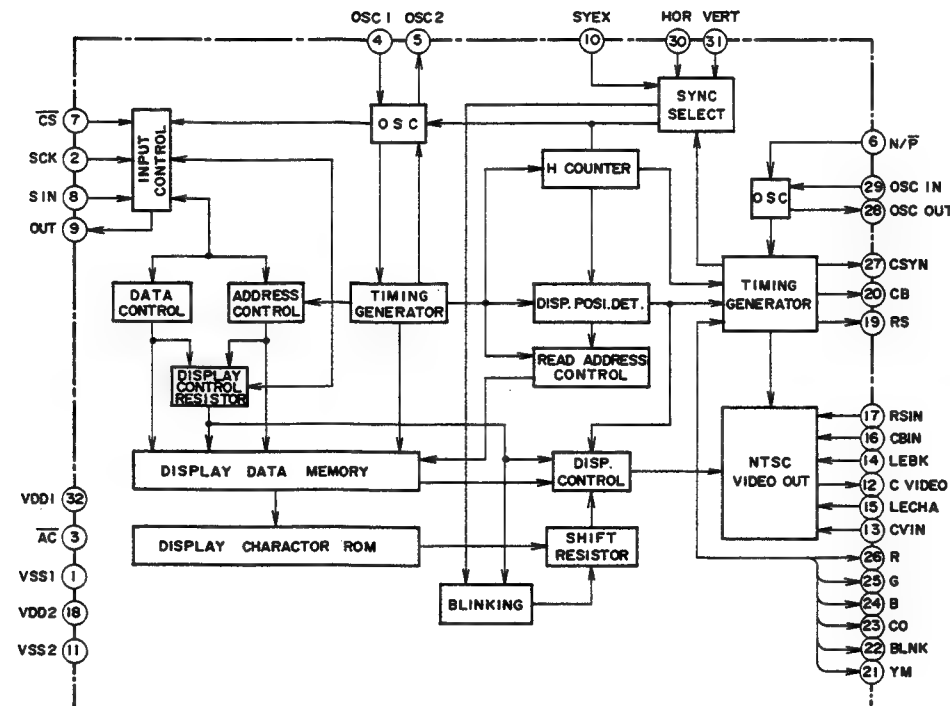 OSC 1 OSC 2 SYEX HOR VERT
4 5 10 30 31
CS 7
SCK 2
SIN 8
OUT 9
INPUT CONTROL
OSC
SYNC SELECT
H COUNTER
6 N/P
OSC
29 OSC IN
28 OSC OUT
DATA CONTROL
ADDRESS CONTROL
TIMING GENERATOR
DISP. POSI. DET.
TIMING GENERATOR
27 CSYN
20 CB
19 RS
DISPLAY CONTROL RESISTOR
READ ADDRESS CONTROL
DISPLAY DATA MEMORY
DISP. CONTROL
NTSC VIDEO OUT
17 RSIN
16 CBIN
14 LEBK
12 C VIDEO
15 LECHA
13 CVIN
VDD1 32
AC 3
VSS1 1
VDD2 18
VSS2 11
DISPLAY CHARACTOR ROM
SHIFT RESISTOR
BLINKING
26 R
25 G
24 B
23 CO
22 BLNK
21 YM